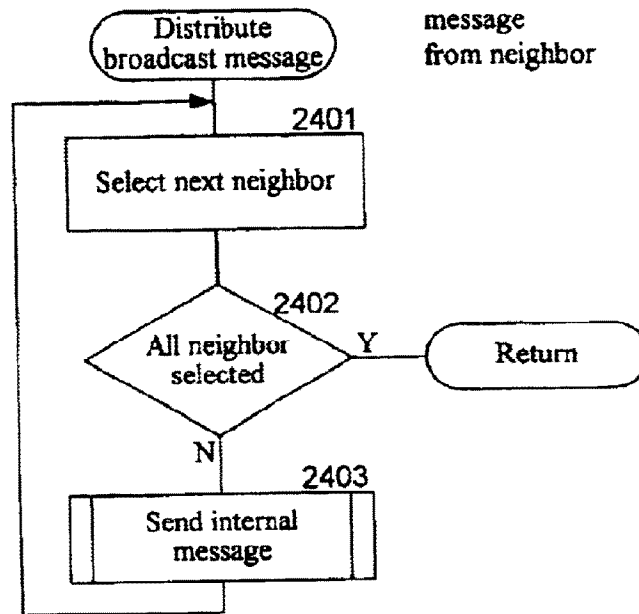 Distribute
broadcast message
message
from neighbor
2401
Select next neighbor
2402
All neighbor
selected
Y
Return
N
2403
Send internal
message